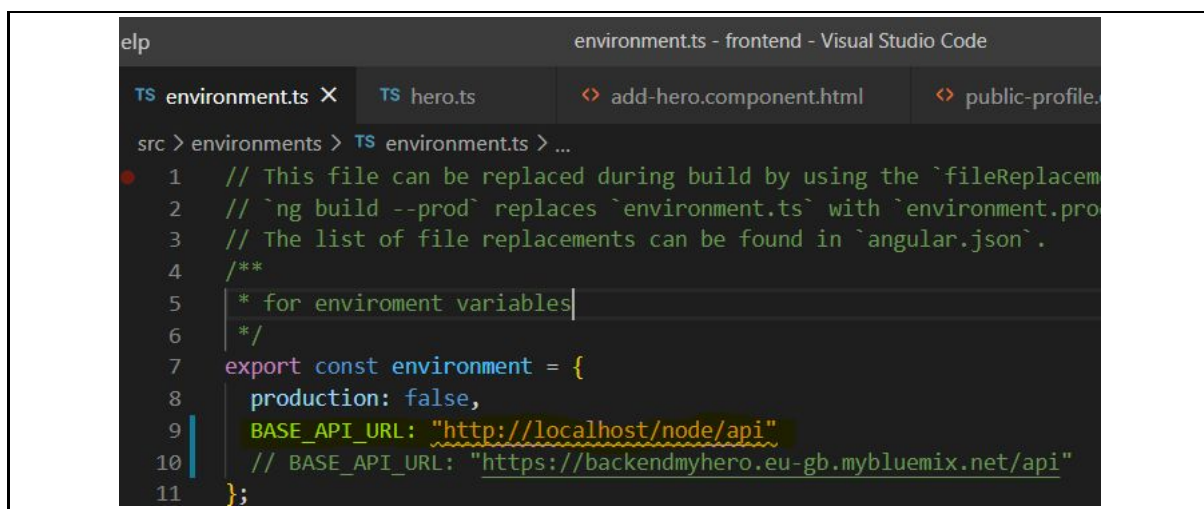 elp environment.ts - frontend - Visual Studio Code
TS environment.ts X TS hero.ts <> add-hero.component.html <> public-profile.
src > environments > TS environment.ts > ...
1 // This file can be replaced during build by using the `fileReplacem
2 // `ng build --prod` replaces `environment.ts` with `environment.pro
3 // The list of file replacements can be found in `angular.json`.
4 /**
5 * for enviroment variables
6 */
7 export const environment = {
8 production: false,
9 BASE_API_URL: "http://localhost/node/api"
10 // BASE_API_URL: "https://backendmyhero.eu-gb.mybluemix.net/api"
11 };